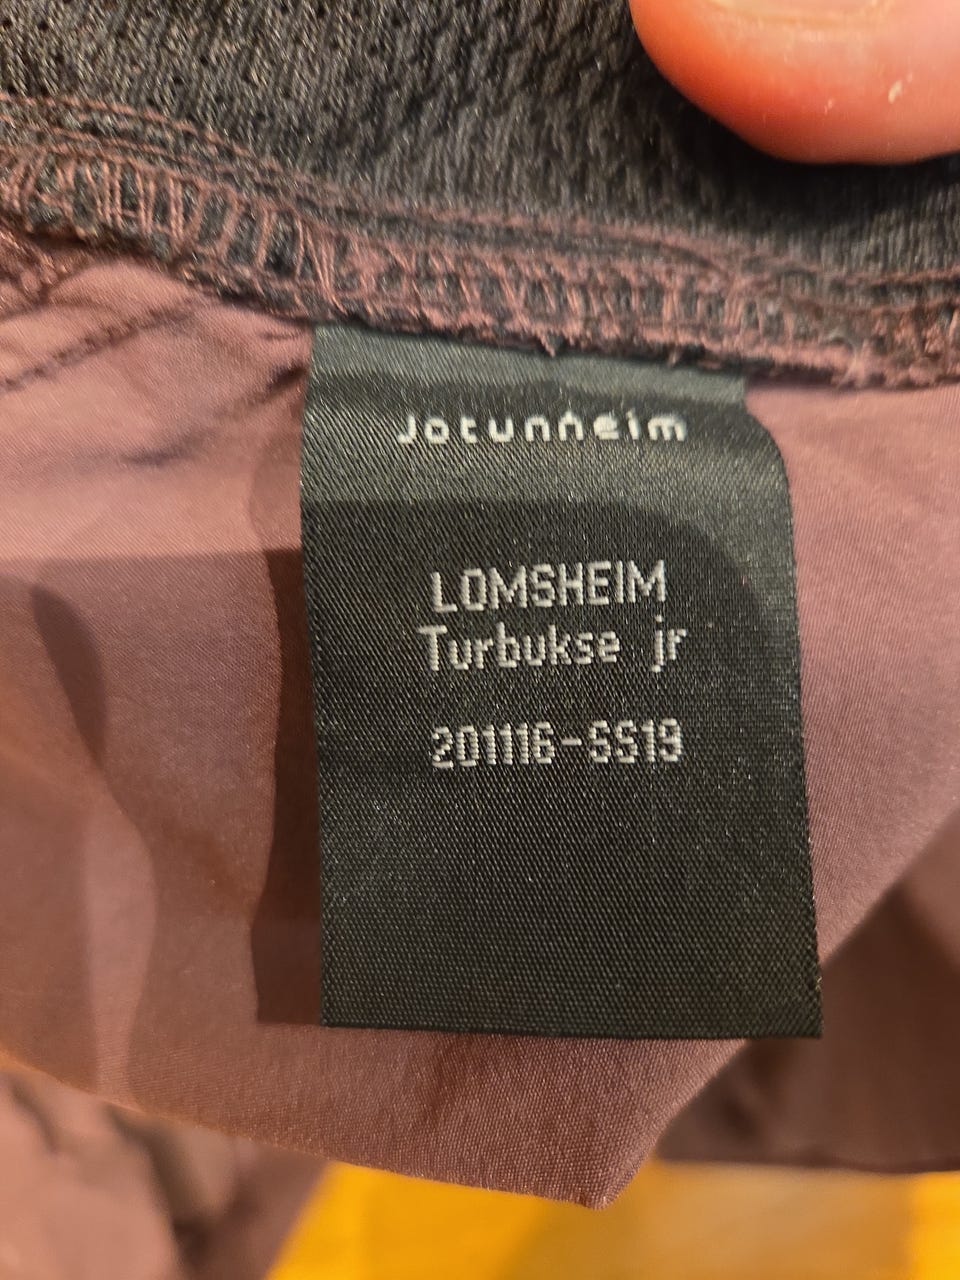 Jotunheim
LOMSHEIM
Turbukse jr
201116-SS19